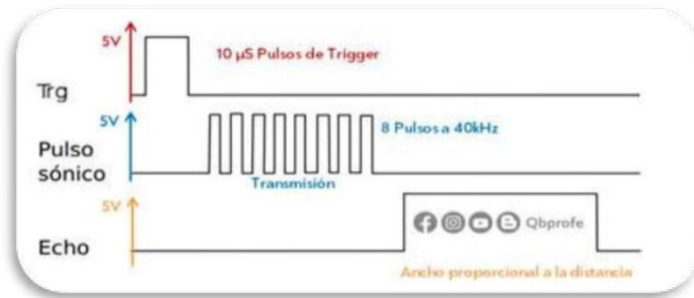 5V
10 µS Pulsos de Trigger
Trg
5V
8 Pulsos a 40kHz
Pulso
sónico
Transmisión
5V
Qbprofe
Echo
Ancho proporcional a la distancia